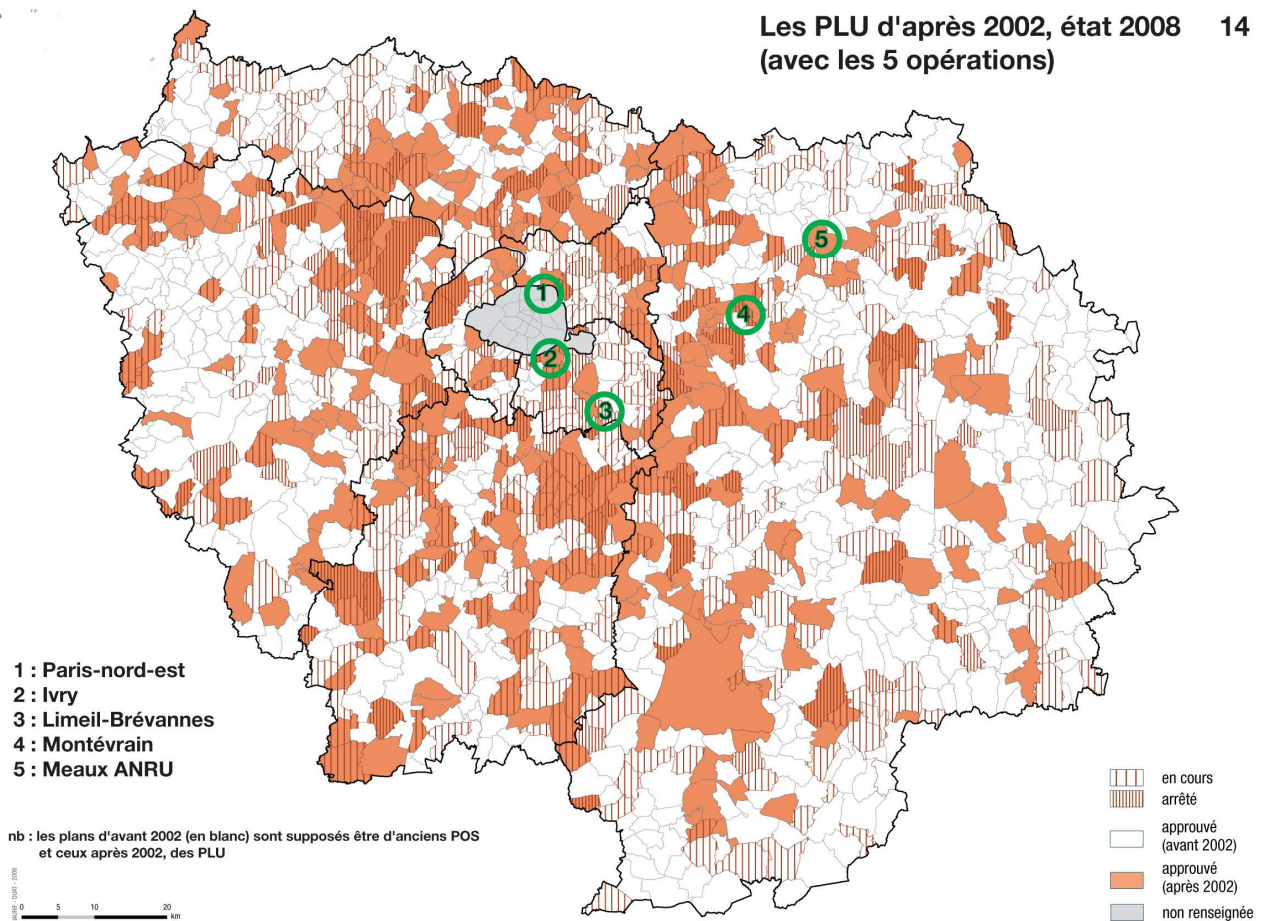 Les PLU d'après 2002, état 2008 14
(avec les 5 opérations)
5
1
4
2
3
1 : Paris-nord-est
2 : Ivry
3 : Limeil-Brévannes
4 : Montévrain
5 : Meaux ANRU
nb : les plans d'avant 2002 (en blanc) sont supposés être d'anciens POS
et ceux après 2002, des PLU
0 5 10 20
km
en cours
arrêté
approuvé
(avant 2002)
approuvé
(après 2002)
non renseignée